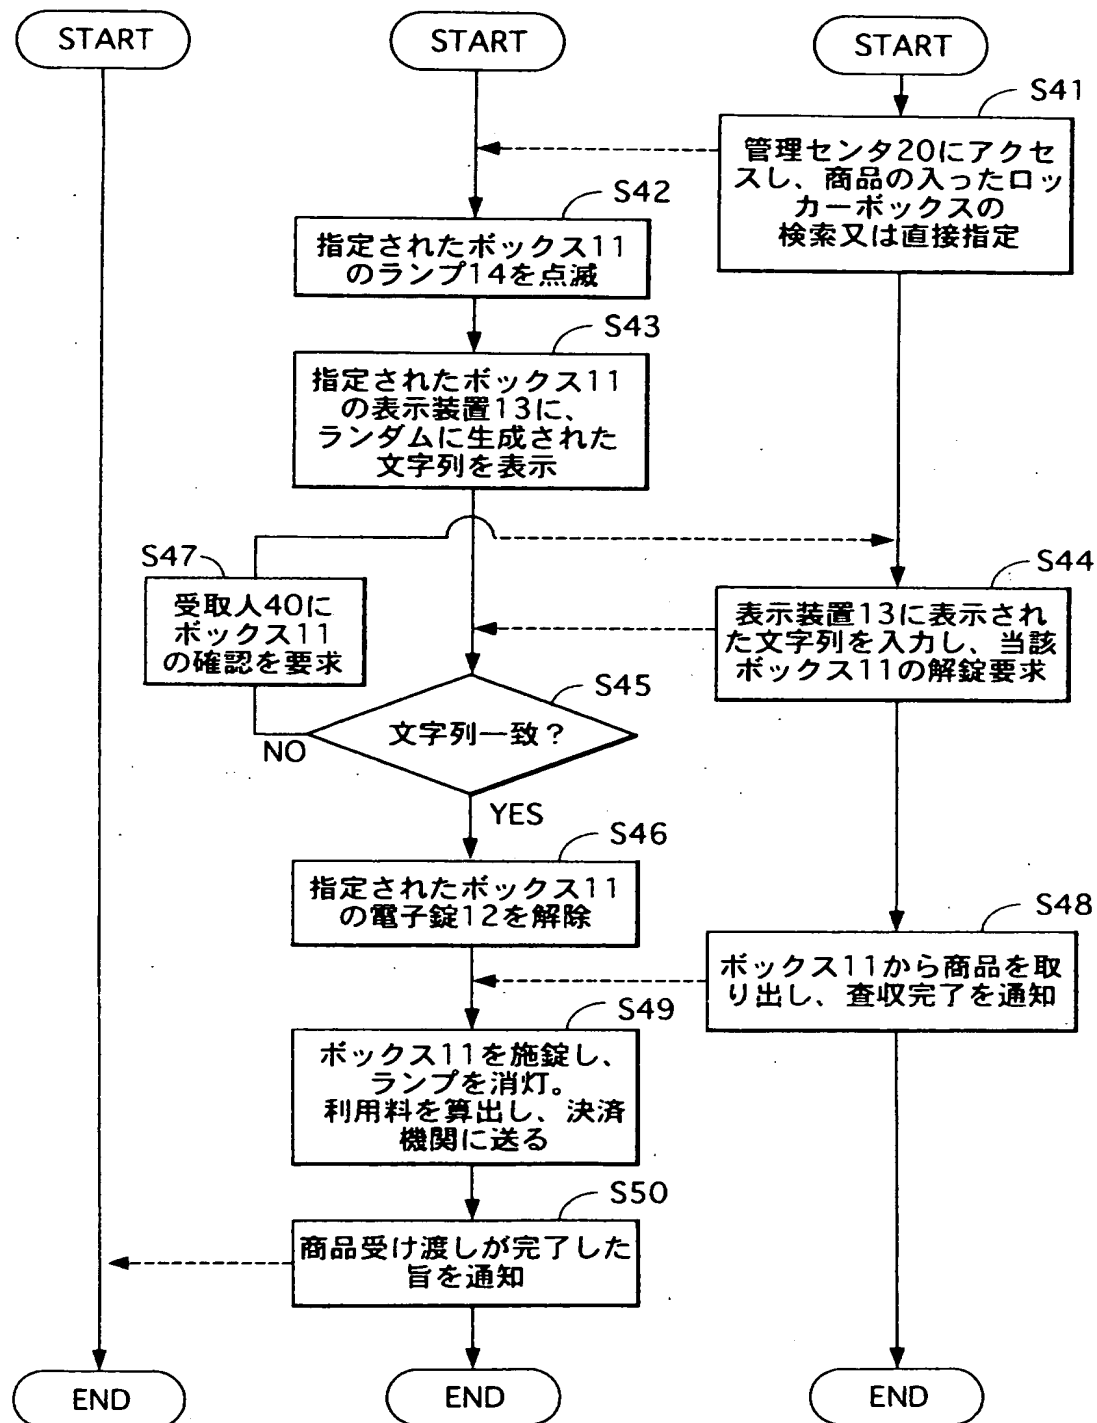 START
START
START
S41
管理センタ20にアクセ
スし、商品の入ったロッ
カーボックスの
検索又は直接指定
S42
指定されたボックス11
のランプ14を点滅
S43
指定されたボックス11
の表示装置13に、
ランダムに生成された
文字列を表示
S47
受取人40に
ボックス11
の確認を要求
S44
表示装置13に表示され
た文字列を入力し、当該
ボックス11の解錠要求
S45
文字列一致？
NO
YES
S46
指定されたボックス11
の電子錠12を解除
S48
ボックス11から商品を取
り出し、査収完了を通知
S49
ボックス11を施錠し、
ランプを消灯。
利用料を算出し、決済
機関に送る
S50
商品受け渡しが完了した
旨を通知
END
END
END